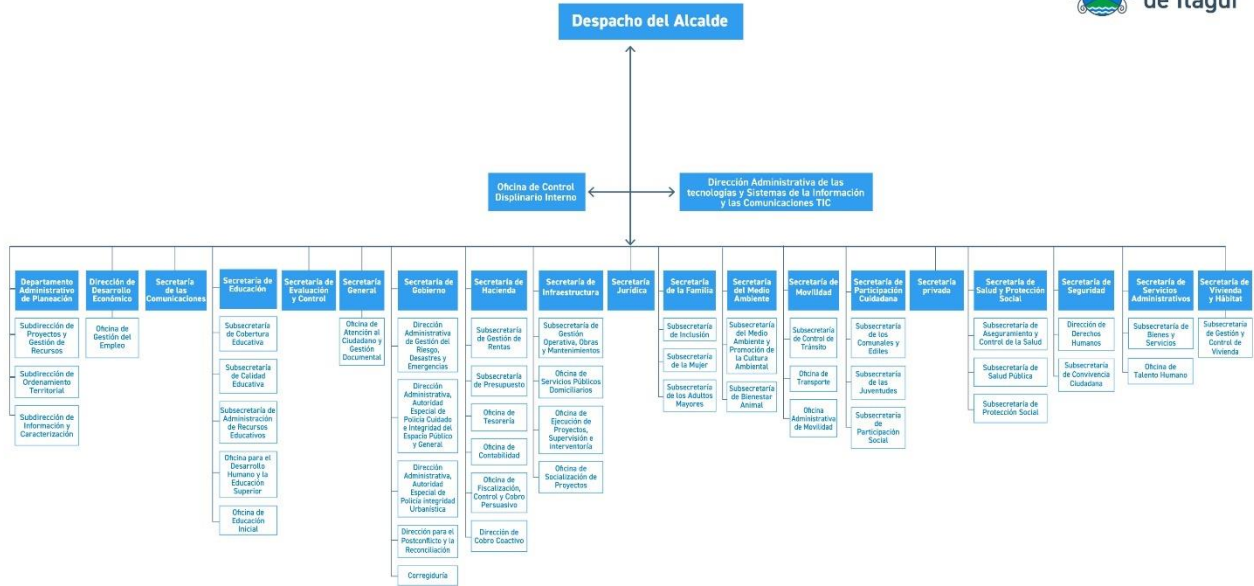 de Itagüí
Despacho del Alcalde
Oficina de Control
Displinario Interno
Dirección Administrativa de las
tecnologías y Sistemas de la Información
y las Comunicaciones TIC
Departamento
Administrativo
de Planeación
Subdirección de
Proyectos y
Gestión de
Recursos
Subdirección de
Ordenamiento
Territorial
Subdirección de
Información y
Caracterización
Dirección de
Desarrollo
Económico
Oficina de
Gestión del
Empleo
Secretaría
de las
Comunicaciones
Secretaría de
Educación
Subsecretaría
de Cobertura
Educativa
Subsecretaría
de Calidad
Educativa
Subsecretaría de
Administración
de Recursos
Educativos
Oficina para el
Desarrollo
Humano y la
Educación
Superior
Oficina de
Educación
Inicial
Secretaría de
Evaluación
y Control
Secretaría
General
Oficina de
Atención al
Ciudadano y
Gestión
Documental
Secretaría de
Gobierno
Dirección
Administrativa
de Gestión del
Riesgo,
Desastres y
Emergencias
Dirección
Administrativa,
Autoridad
Especial de
Policía Cuidado
e Integridad del
Espacio Público
y General
Dirección
Administrativa,
Autoridad
Especial de
Policía integridad
Urbanística
Dirección para el
Postconflicto y la
Reconciliación
Corregiduría
Secretaría de
Hacienda
Subsecretaría
de Gestión
de Rentas
Subsecretaría
de Presupuesto
Oficina de
Tesorería
Oficina de
Contabilidad
Oficina de
Fiscalización,
Control y Cobro
Persuasivo
Dirección de
Cobro Coactivo
Secretaría
de
Infraestructura
Subsecretaría de
Gestión
Operativa, Obras
y Mantenimientos
Oficina de
Servicios Públicos
Domiciliarios
Oficina de
Ejecución de
Proyectos,
Supervisión e
interventoría
Oficina de
Socialización de
Proyectos
Secretaría
Jurídica
Secretaría
de la Familia
Subsecretaría
de Inclusión
Subsecretaría
de la Mujer
Subsecretaría
de los Adultos
Mayores
Secretaría
del Medio
Ambiente
Subsecretaría
del Medio
Ambiente y
Promoción de
la Cultura
Ambiental
Subsecretaría
de Bienestar
Animal
Secretaría
de Movilidad
Subsecretaría
de Control de
Tránsito
Oficina de
Transporte
Oficina
Administrativa
de Movilidad
Secretaría de
Participación
Cuidadana
Subsecretaría
de los
Comunales y
Ediles
Subsecretaría
de las
Juventudes
Subsecretaría
de
Participación
Social
Secretaría
privada
Secretaría de
Salud y Protección
Social
Subsecretaría de
Aseguramiento y
Control de la Salud
Subsecretaría de
Salud Pública
Subsecretaría de
Protección Social
Secretaría
de Seguridad
Dirección de
Derechos
Humanos
Subsecretaría
de Convivencia
Ciudadana
Secretaría
de Servicios
Administrativos
Subsecretaría de
Bienes y
Servicios
Oficina de
Talento Humano
Secretaría de
Vivienda
y Hábitat
Subsecretaría
de Gestión y
Control de
Vivienda